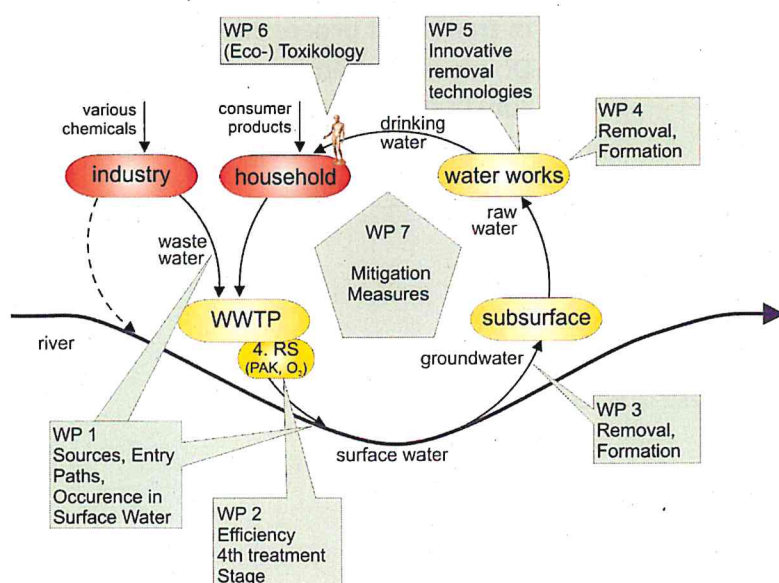 WP 6
(Eco-) Toxikology
WP 5
Innovative
removal
technologies
various
chemicals
consumer
products
drinking
water
WP 4
Removal,
Formation
industry
household
water works
waste
water
WP 7
Mitigation
Measures
raw
water
WWTP
4. RS
(PAK, O₃)
subsurface
river
groundwater
WP 1
Sources, Entry
Paths,
Occurence in
Surface Water
surface water
WP 3
Removal,
Formation
WP 2
Efficiency
4th treatment
Stage